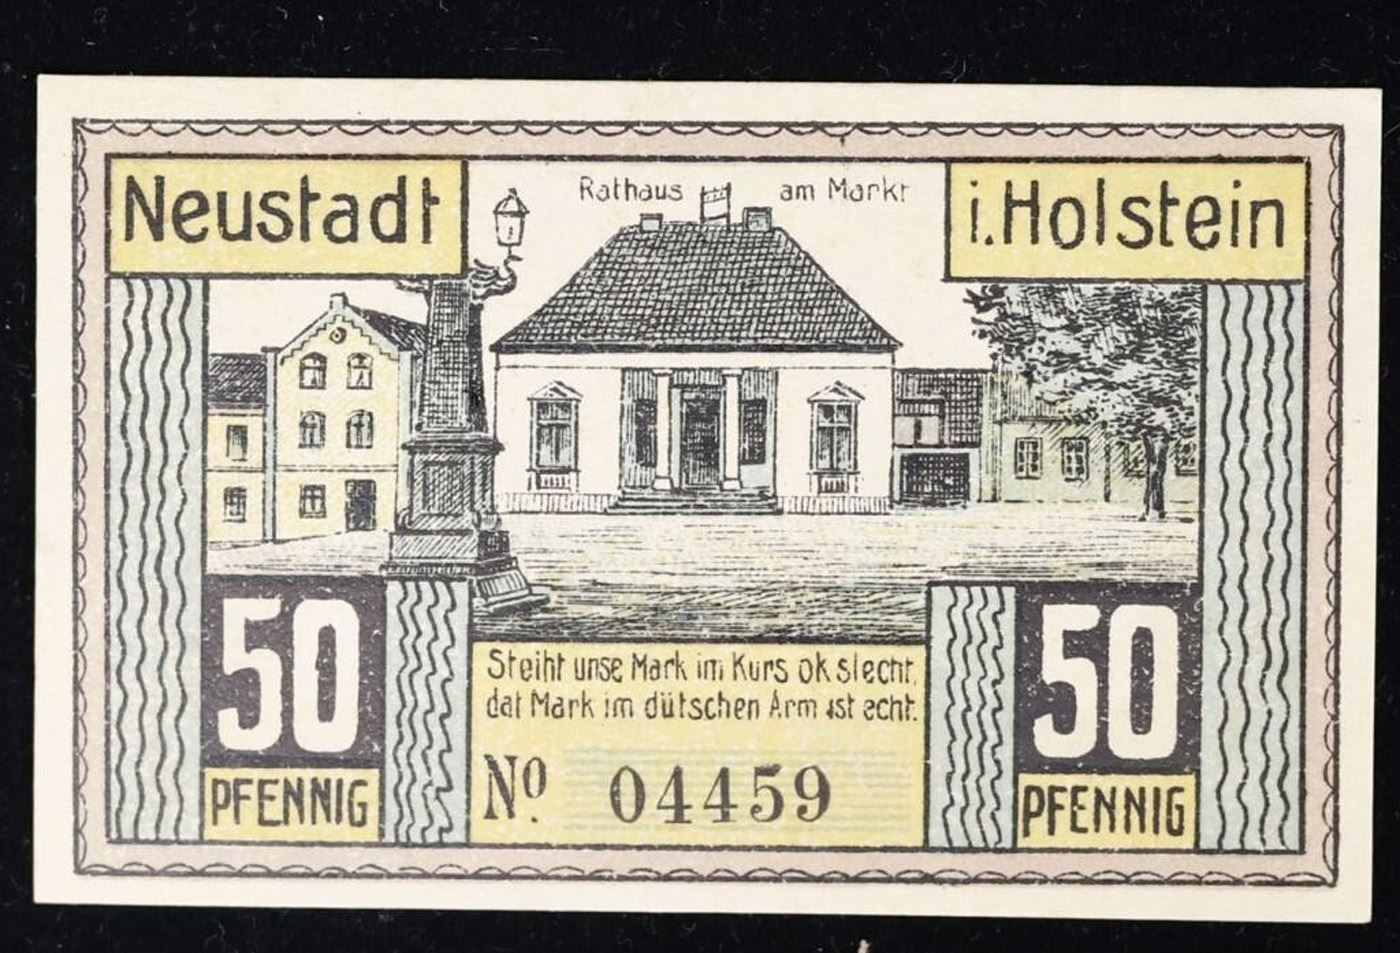 Neustadt
i. Holstein
Rathaus am Markt
50
PFENNIG
50
PFENNIG
Steiht unse Mark im Kurs ok slecht,
dat Mark im dütschen Arm ist echt.
No. 04459